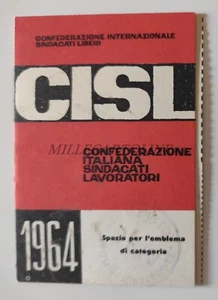 CONFEDERAZIONE INTERNAZIONALE
SINDACATI LIBERI
CISL
CONFEDERAZIONE
ITALIANA
SINDACATI
LAVORATORI
1964
Spazio per l'emblema
di categoria